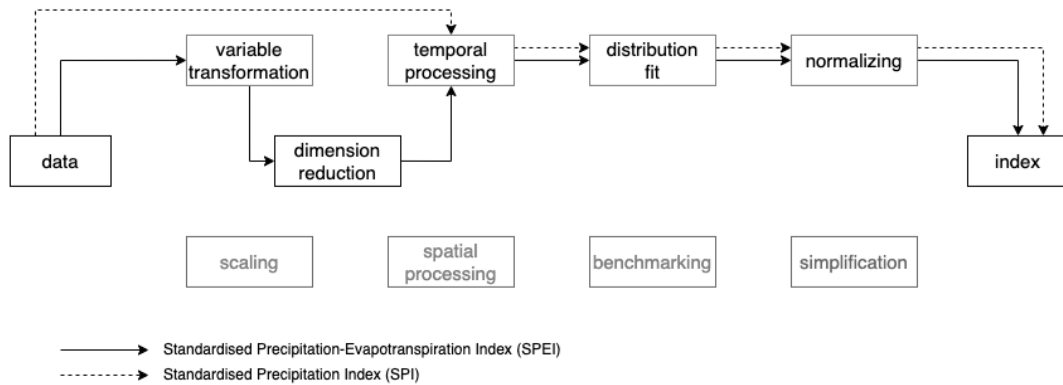 variable
transformation
temporal
processing
distribution
fit
normalizing
data
dimension
reduction
index
scaling
spatial
processing
benchmarking
simplification
Standardised Precipitation-Evapotranspiration Index (SPEI)
Standardised Precipitation Index (SPI)